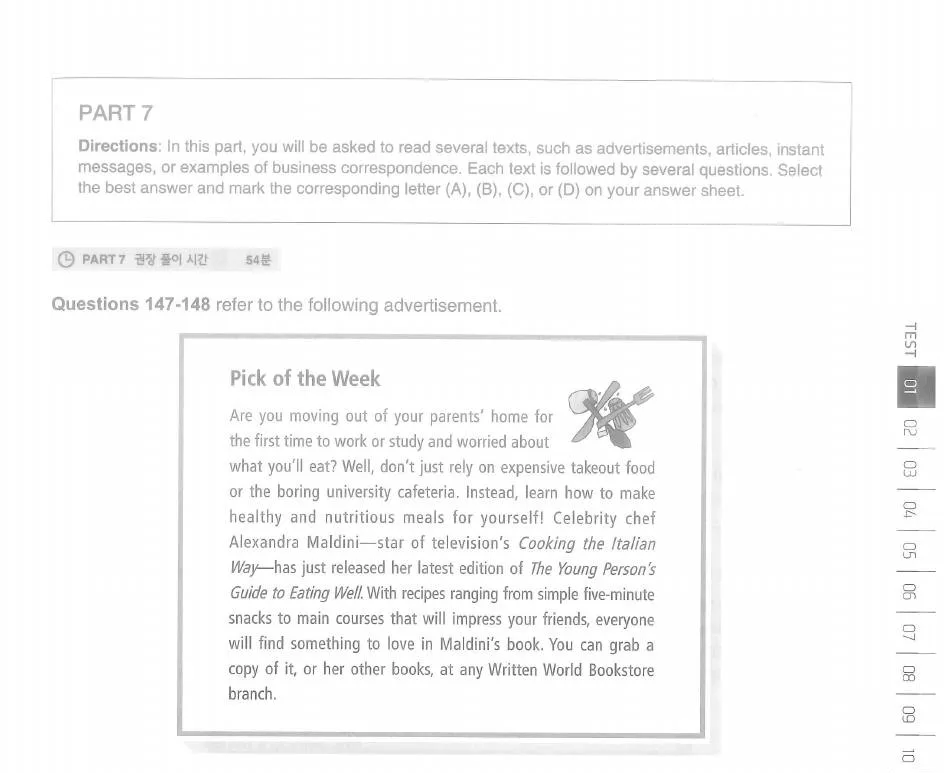 PART 7
Directions: In this part, you will be asked to read several texts, such as advertisements, articles, instant
messages, or examples of business correspondence. Each text is followed by several questions. Select
the best answer and mark the corresponding letter (A), (B), (C), or (D) on your answer sheet.
PART 7 권장 풀이 시간 54분
Questions 147-148 refer to the following advertisement.
Pick of the Week
Are you moving out of your parents' home for
the first time to work or study and worried about
what you'll eat? Well, don't just rely on expensive takeout food
or the boring university cafeteria. Instead, learn how to make
healthy and nutritious meals for yourself! Celebrity chef
Alexandra Maldini—star of television's Cooking the Italian
Way—has just released her latest edition of The Young Person's
Guide to Eating Well. With recipes ranging from simple five-minute
snacks to main courses that will impress your friends, everyone
will find something to love in Maldini's book. You can grab a
copy of it, or her other books, at any Written World Bookstore
branch.
TEST
01
02
03
04
05
06
07
08
09
10